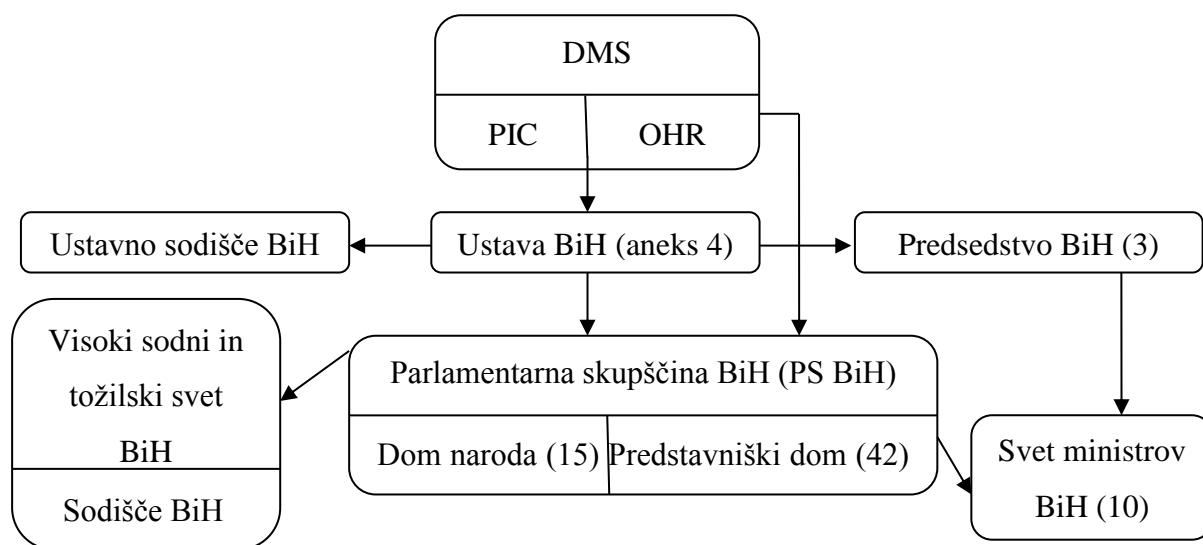 DMS
PIC
OHR
Ustavno sodišče BiH
Ustava BiH (aneks 4)
Predsedstvo BiH (3)
Visoki sodni in
tožilski svet
BiH
Sodišče BiH
Parlamentarna skupščina BiH (PS BiH)
Dom naroda (15)
Predstavniški dom (42)
Svet ministrov
BiH (10)